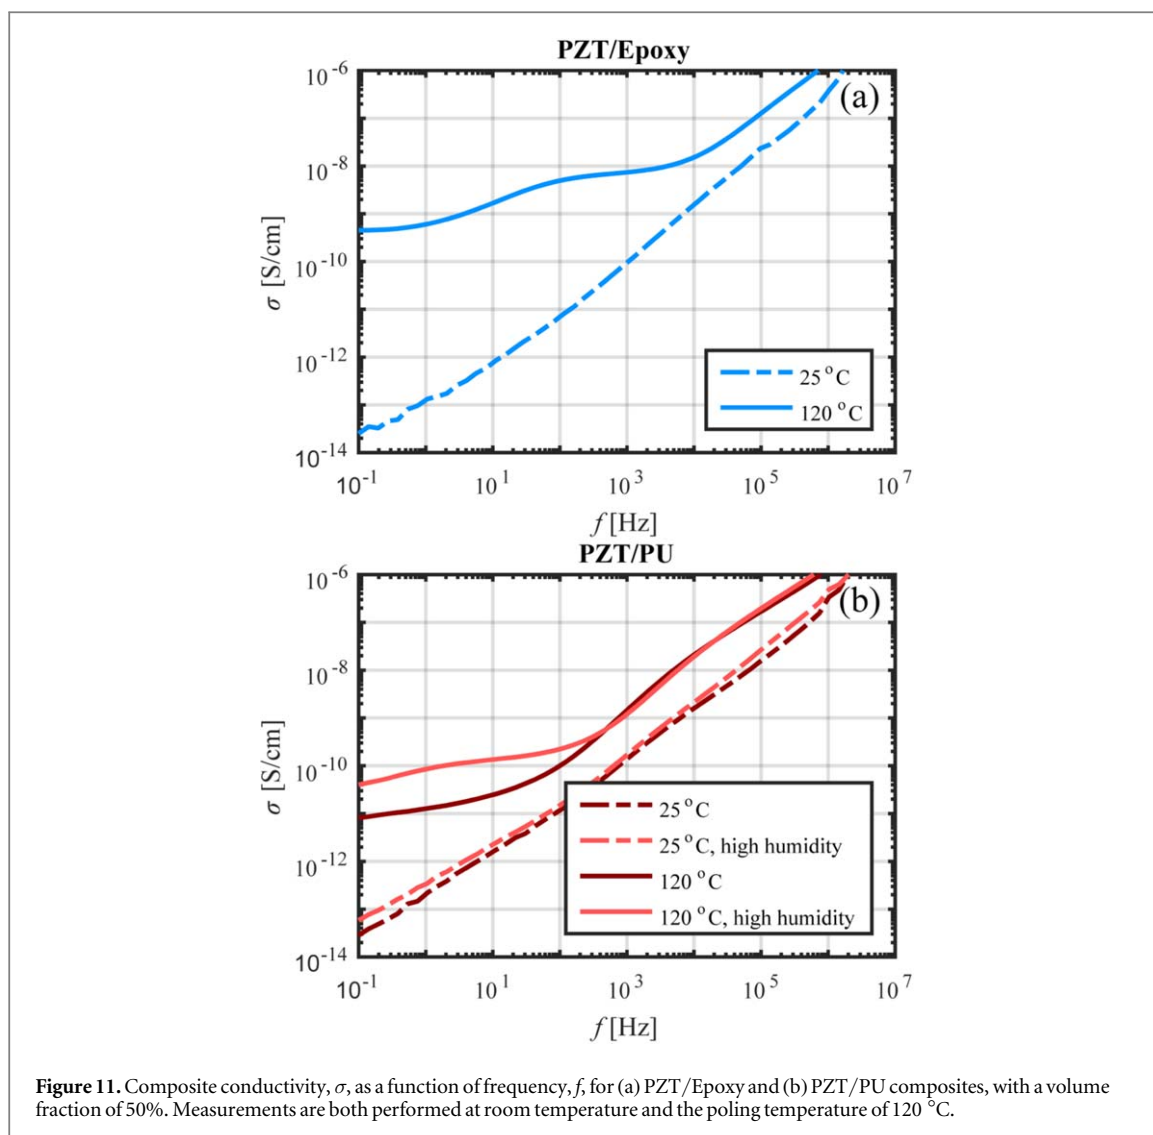 PZT/Epoxy
(a)
10^-6
10^-8
10^-10
10^-12
10^-14
σ [S/cm]
25 °C
120 °C
10^-1
10^1
10^3
10^5
10^7
f [Hz]
PZT/PU
(b)
10^-6
10^-8
10^-10
10^-12
10^-14
σ [S/cm]
25 °C
25 °C, high humidity
120 °C
120 °C, high humidity
10^-1
10^1
10^3
10^5
10^7
f [Hz]
Figure 11. Composite conductivity, σ, as a function of frequency, f, for (a) PZT/Epoxy and (b) PZT/PU composites, with a volume
fraction of 50%. Measurements are both performed at room temperature and the poling temperature of 120 °C.